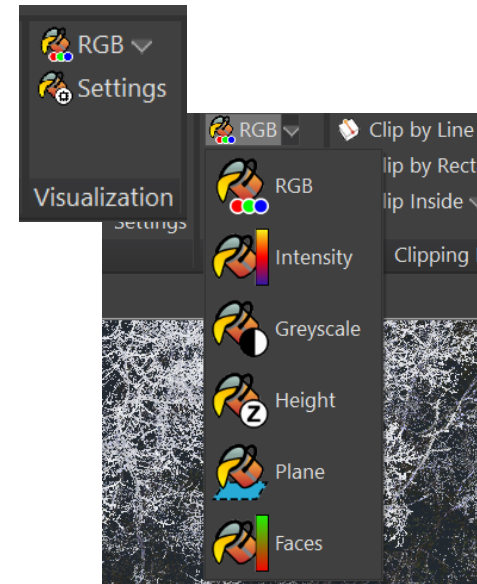 RGB
Settings
Visualization
RGB
Clip by Line
lip by Rect
lip Inside
Settings
Clipping
RGB
Intensity
Greyscale
Height
Z
Plane
Faces